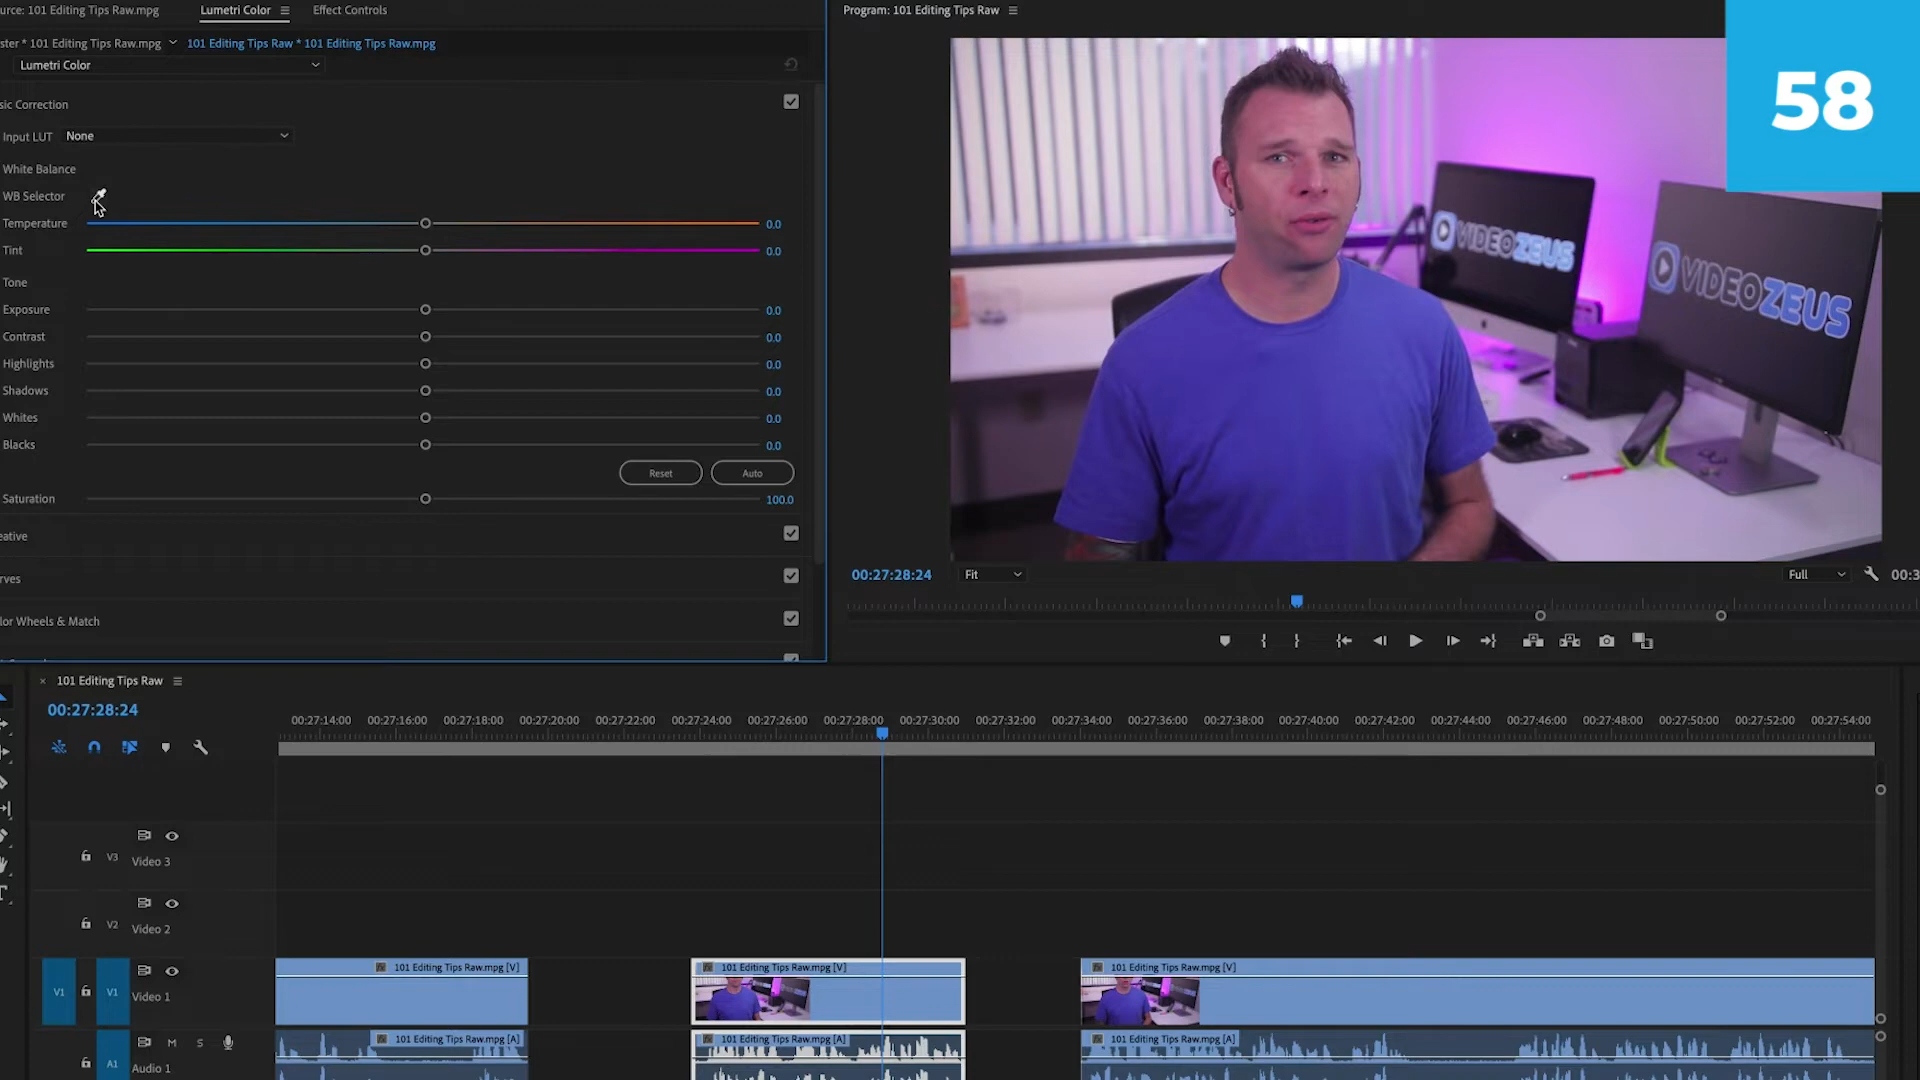 urce: 101 Editing Tips Raw.mpg
Lumetri Color
Effect Controls
ster * 101 Editing Tips Raw.mpg
101 Editing Tips Raw * 101 Editing Tips Raw.mpg
Lumetri Color
sic Correction
Input LUT None
White Balance
WB Selector
Temperature 0.0
Tint 0.0
Tone
Exposure 0.0
Contrast 0.0
Highlights 0.0
Shadows 0.0
Whites 0.0
Blacks 0.0
Reset Auto
Saturation 100.0
eative
rves
lor Wheels & Match
Program: 101 Editing Tips Raw
58
VIDEOZEUS
VIDEOZEUS
00:27:28:24 Fit Full 00:3
101 Editing Tips Raw
00:27:28:24
00:27:14:00 00:27:16:00 00:27:18:00 00:27:20:00 00:27:22:00 00:27:24:00 00:27:26:00 00:27:28:00 00:27:30:00 00:27:32:00 00:27:34:00 00:27:36:00 00:27:38:00 00:27:40:00 00:27:42:00 00:27:44:00 00:27:46:00 00:27:48:00 00:27:50:00 00:27:52:00 00:27:54:00
V3 Video 3
V2 Video 2
101 Editing Tips Raw.mpg [V] 101 Editing Tips Raw.mpg [V] 101 Editing Tips Raw.mpg [V]
V1 V1 Video 1
M S 101 Editing Tips Raw.mpg [A] 101 Editing Tips Raw.mpg [A] 101 Editing Tips Raw.mpg [A]
A1 Audio 1